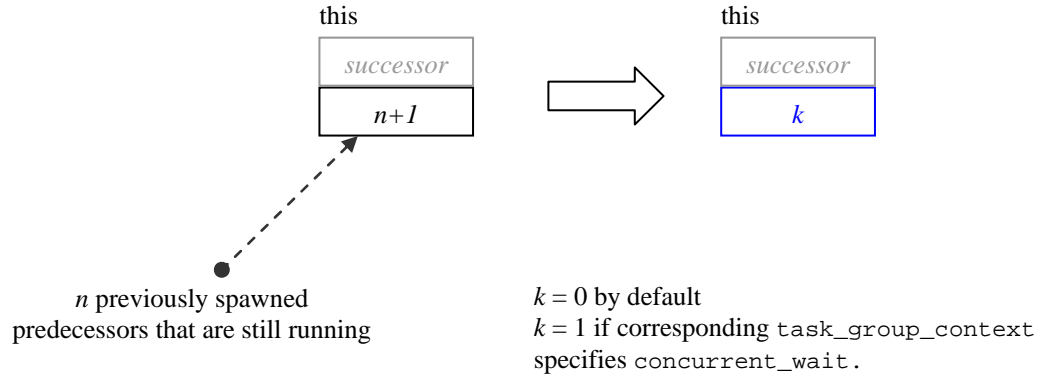 this
successor
n+1
this
successor
k
n previously spawned
predecessors that are still running
k = 0 by default
k = 1 if corresponding task_group_context
specifies concurrent_wait.